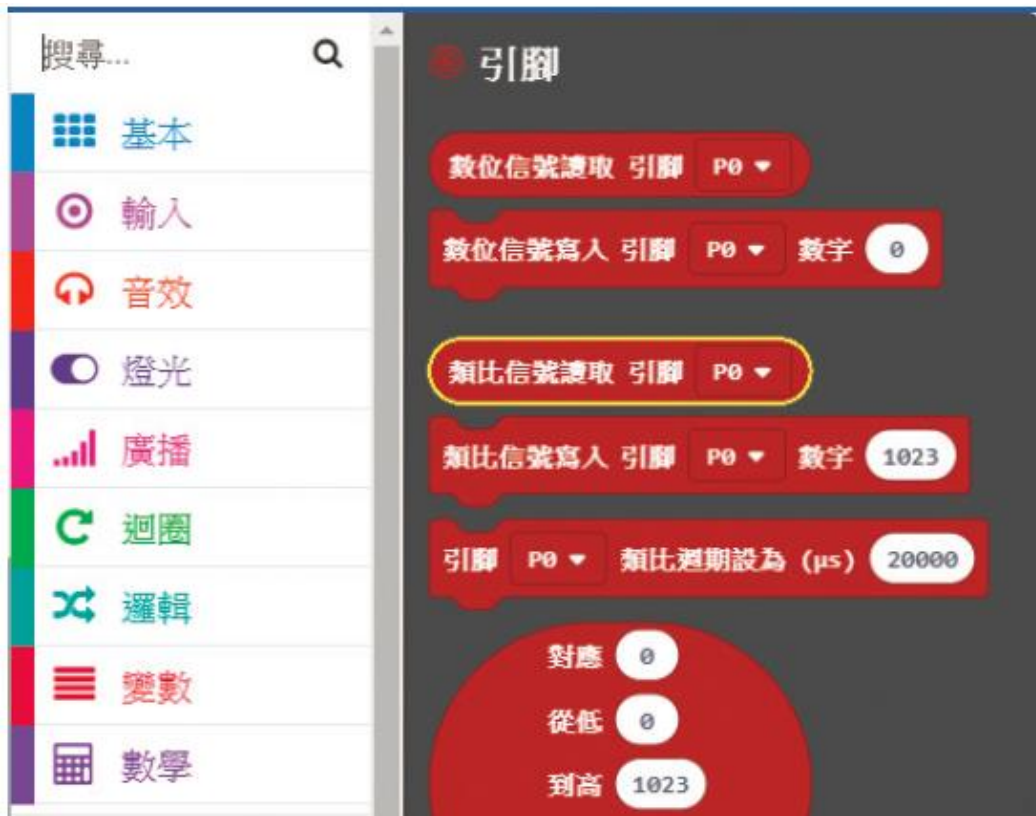 搜尋...
基本
輸入
音效
燈光
廣播
迴圈
邏輯
變數
數學
引腳
數位信號讀取 引腳 P0
數位信號寫入 引腳 P0 數字 0
類比信號讀取 引腳 P0
類比信號寫入 引腳 P0 數字 1023
引腳 P0 類比週期設為 (µs) 20000
對應 0
從低 0
到高 1023